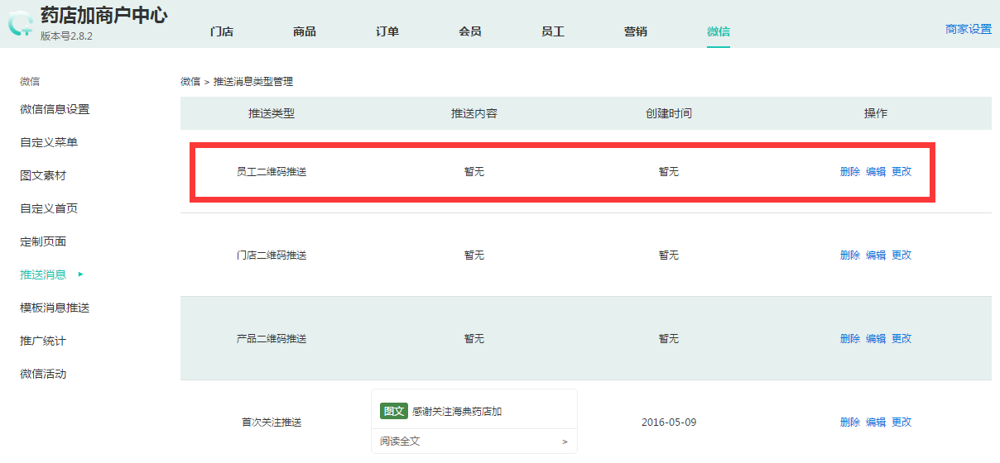 药店加商户中心
版本号2.8.2
门店 商品 订单 会员 员工 营销 微信 商家设置
微信
微信信息设置
自定义菜单
图文素材
自定义首页
定制页面
推送消息
模板消息推送
推广统计
微信活动
微信 > 推送消息类型管理
推送类型 推送内容 创建时间 操作
员工二维码推送 暂无 暂无 删除 编辑 更改
门店二维码推送 暂无 暂无 删除 编辑 更改
产品二维码推送 暂无 暂无 删除 编辑 更改
首次关注推送 图文 感谢关注海典药店加 2016-05-09 删除 编辑 更改
阅读全文 >